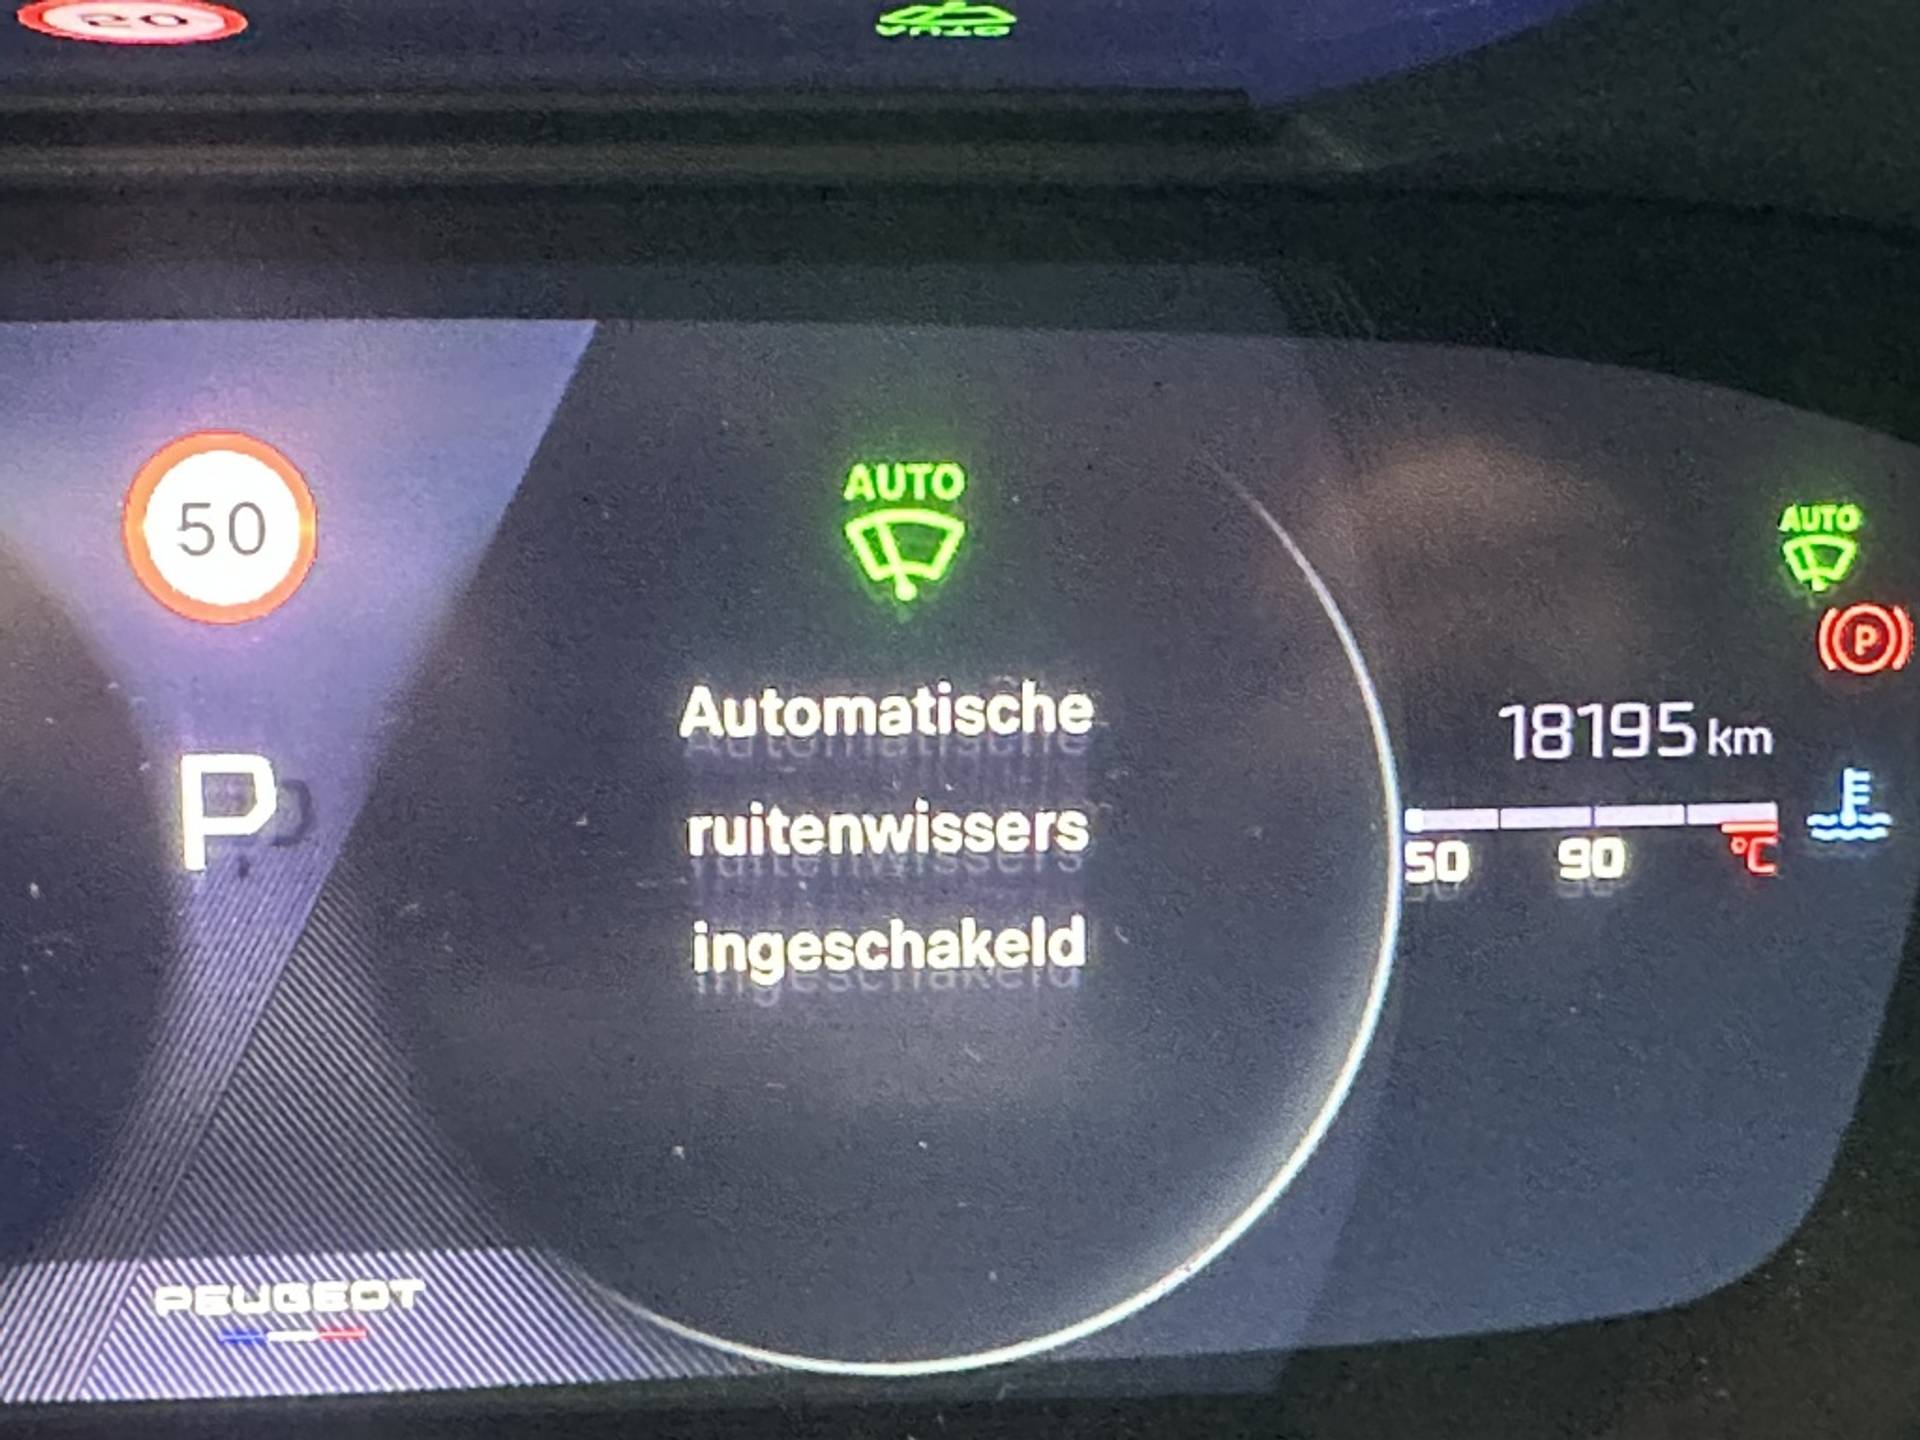 AUTO
AUTO
50
P
Automatische
18195 km
ruitenwissers
50 90 °C
ingeschakeld
P
PEUGEOT